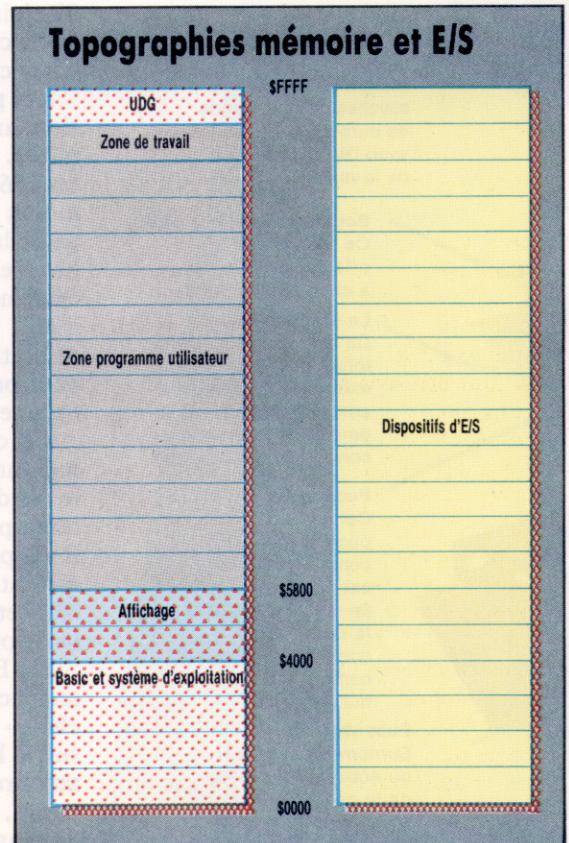 Topographies mémoire et E/S
$FFFF
UDG
Zone de travail
Zone programme utilisateur
Dispositifs d'E/S
$5800
Affichage
$4000
Basic et système d'exploitation
$0000